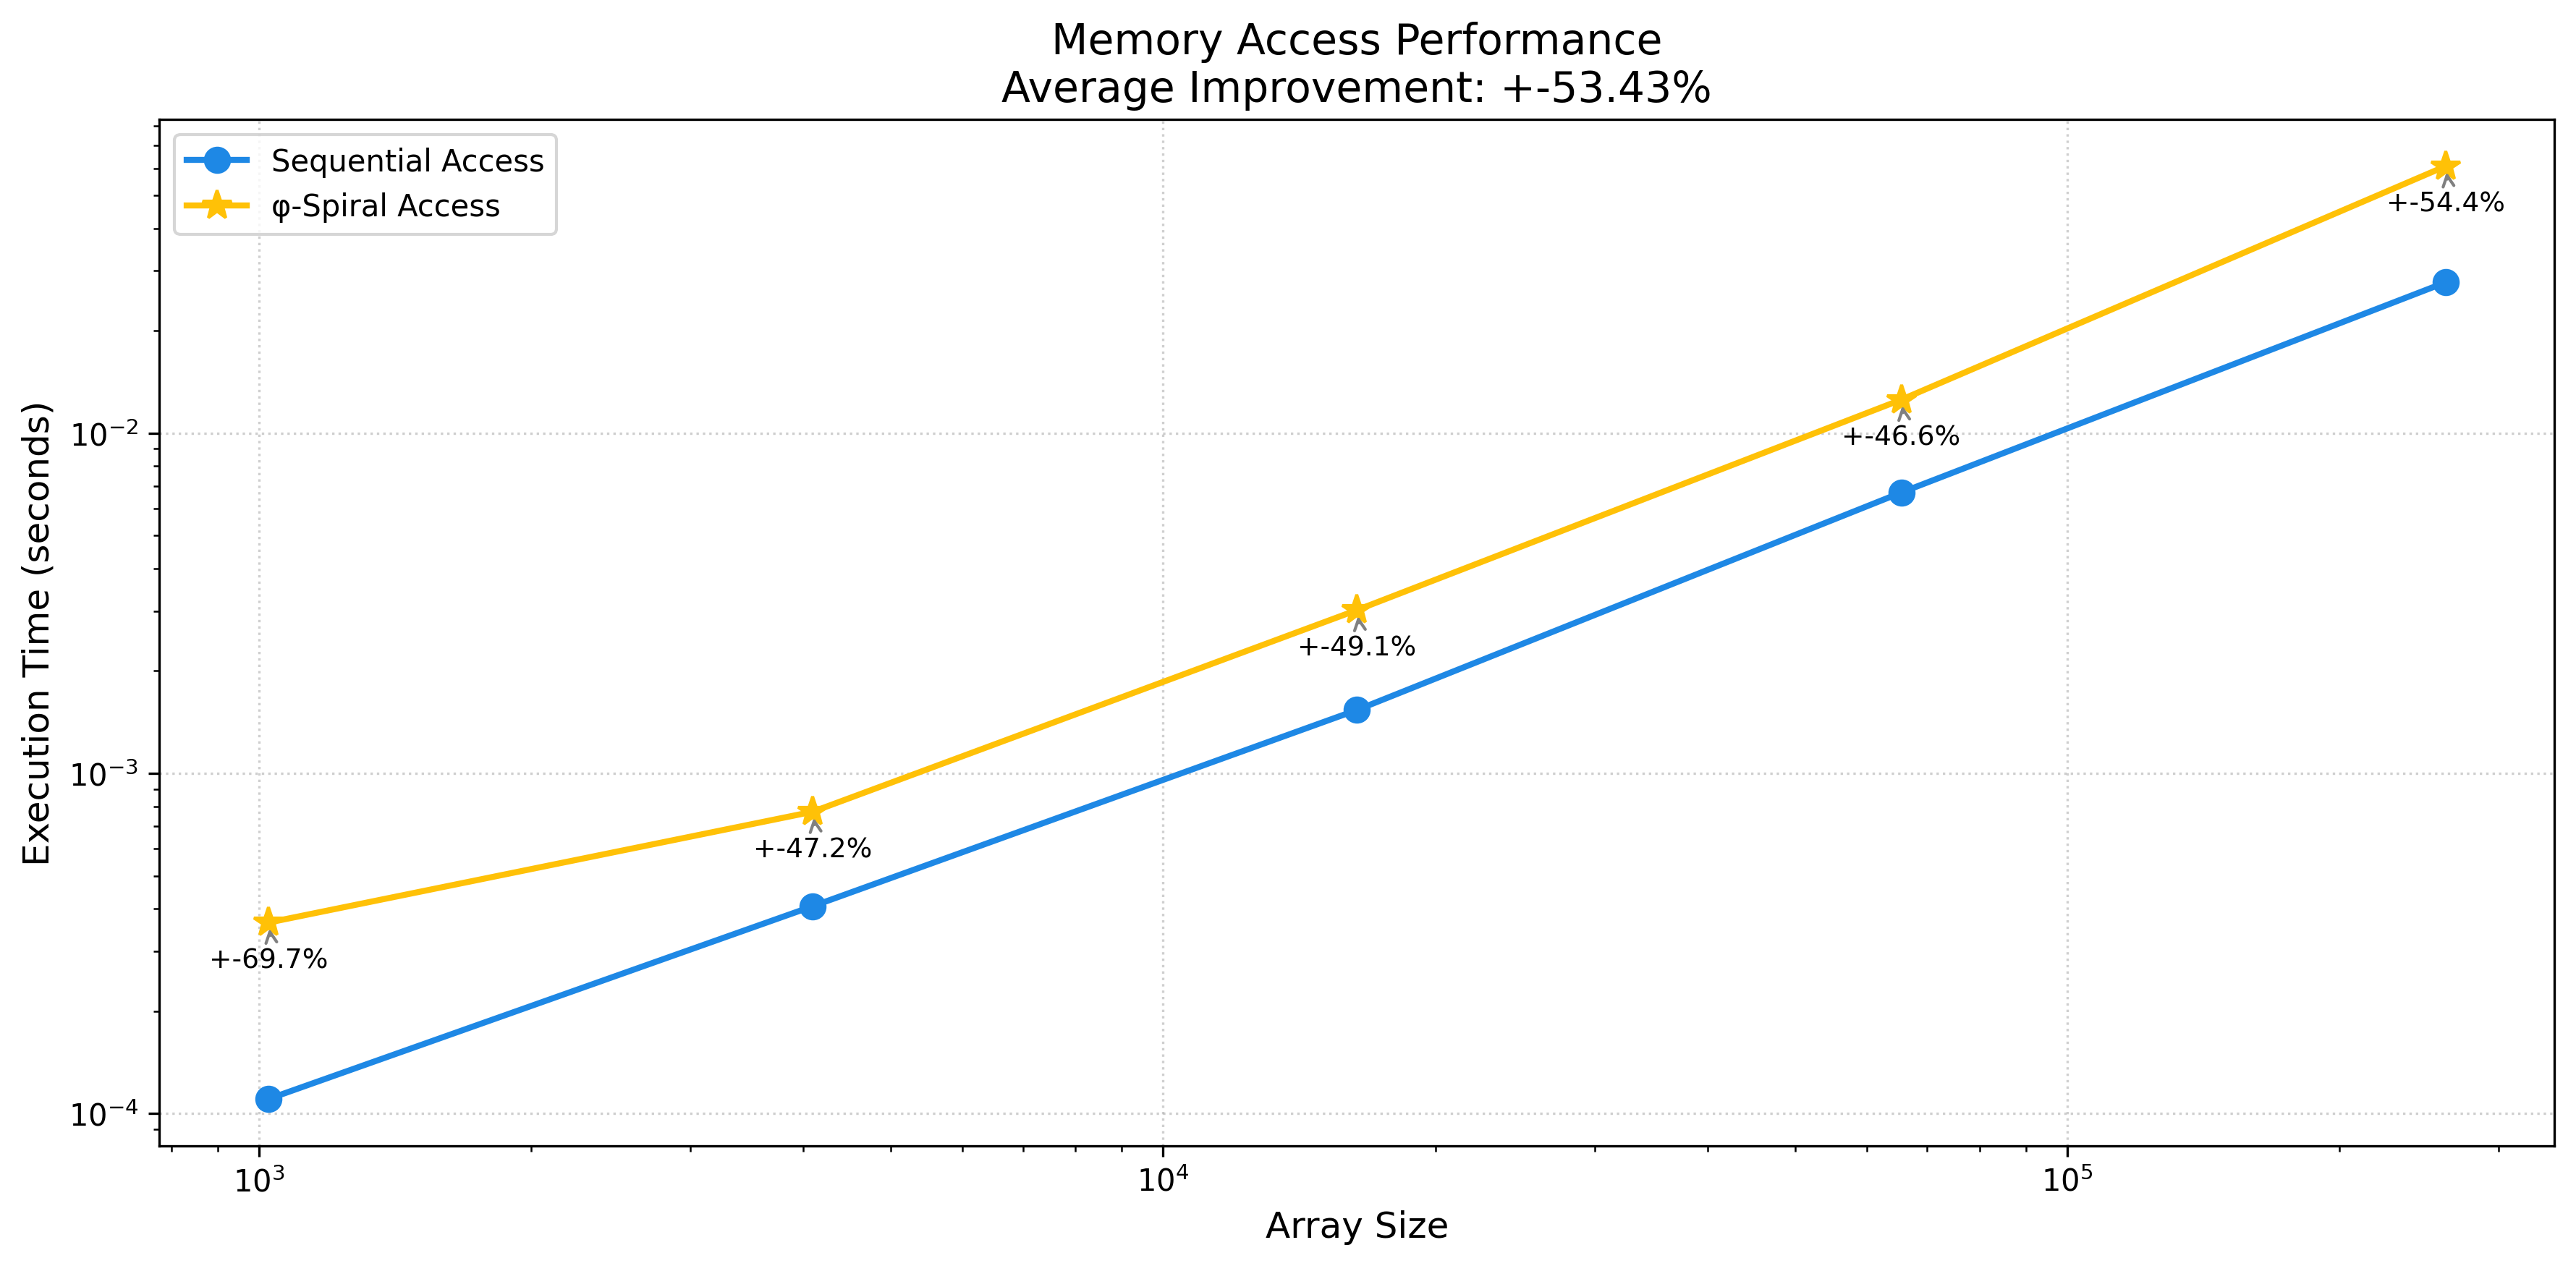 Memory Access Performance
Average Improvement: +-53.43%
Sequential Access
φ-Spiral Access
+-54.4%
+-46.6%
+-49.1%
+-47.2%
+-69.7%
Execution Time (seconds)
10⁻²
10⁻³
10⁻⁴
10³ 10⁴ 10⁵
Array Size